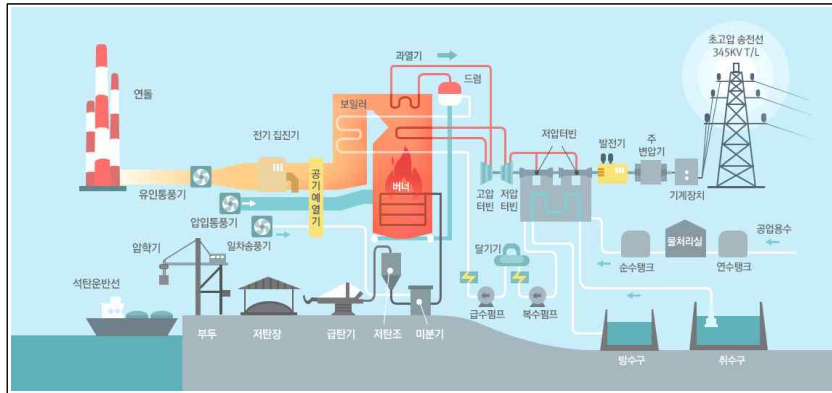 초고압 송전선
345KV T/L
과열기
드럼
연돌
보일러
전기 집진기
저압터빈
발전기
주
변압기
공기예열기
버너
유인통풍기
고압
터빈
저압
터빈
기계장치
압입통풍기
일차송풍기
공업용수
물처리실
암학기
탈기기
순수탱크
연수탱크
석탄운반선
급수펌프
복수펌프
부두
저탄장
급탄기
저탄조
미분기
방수구
취수구